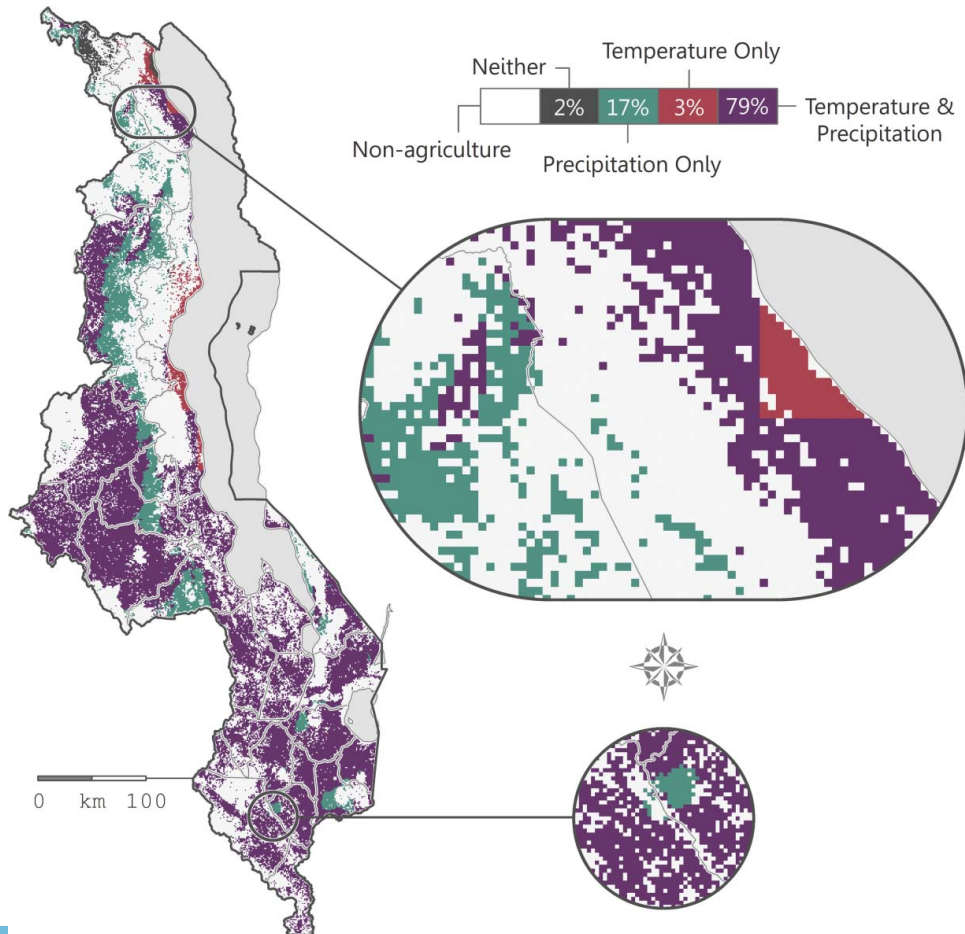 Neither
Temperature Only
2% 17% 3% 79%
Temperature &
Precipitation
Non-agriculture
Precipitation Only
0 km 100